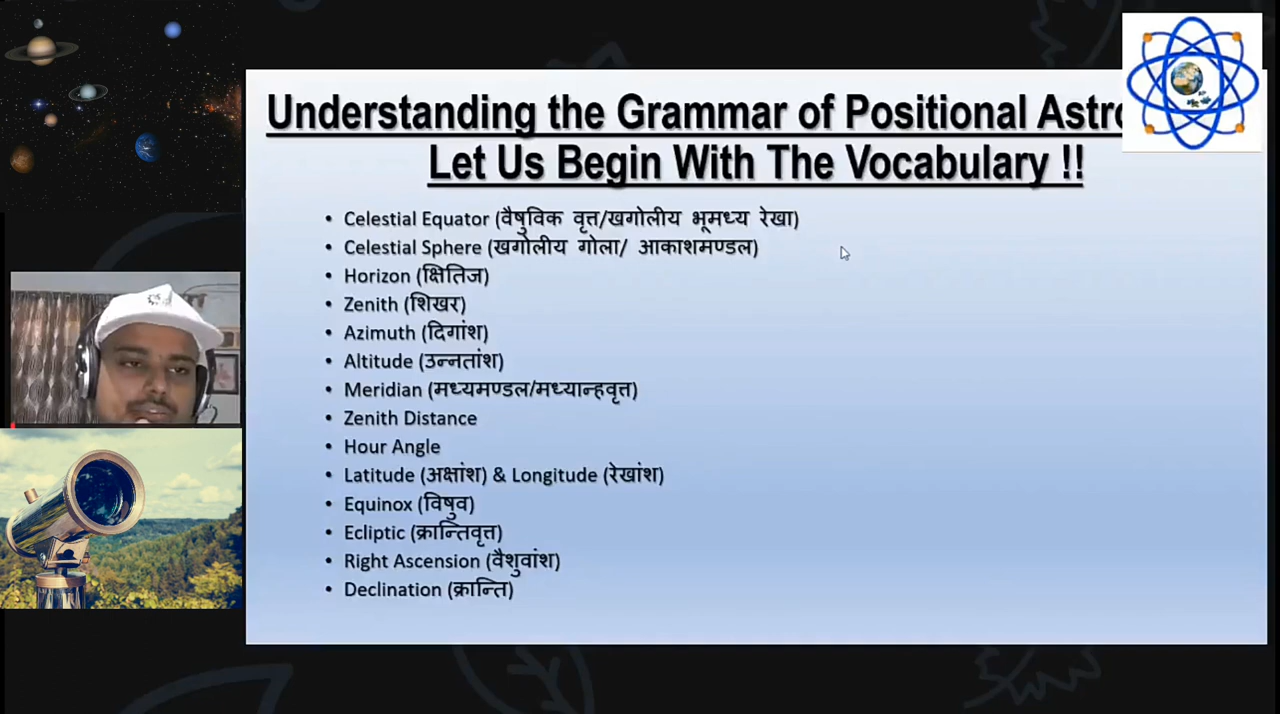 Understanding the Grammar of Positional
Let Us Begin With The Vocabulary !!
• Celestial Equator (वैषुविक वृत्त/खगोलीय भूमध्य रेखा)
• Celestial Sphere (खगोलीय गोला/ आकाशमण्डल)
• Horizon (क्षितिज)
• Zenith (शिखर)
• Azimuth (दिगांश)
• Altitude (उन्नतांश)
• Meridian (मध्यमण्डल/मध्यान्हवृत्त)
• Zenith Distance
• Hour Angle
• Latitude (अक्षांश) & Longitude (रेखांश)
• Equinox (विषुव)
• Ecliptic (क्रान्तिवृत्त)
• Right Ascension (वैशुवांश)
• Declination (क्रान्ति)